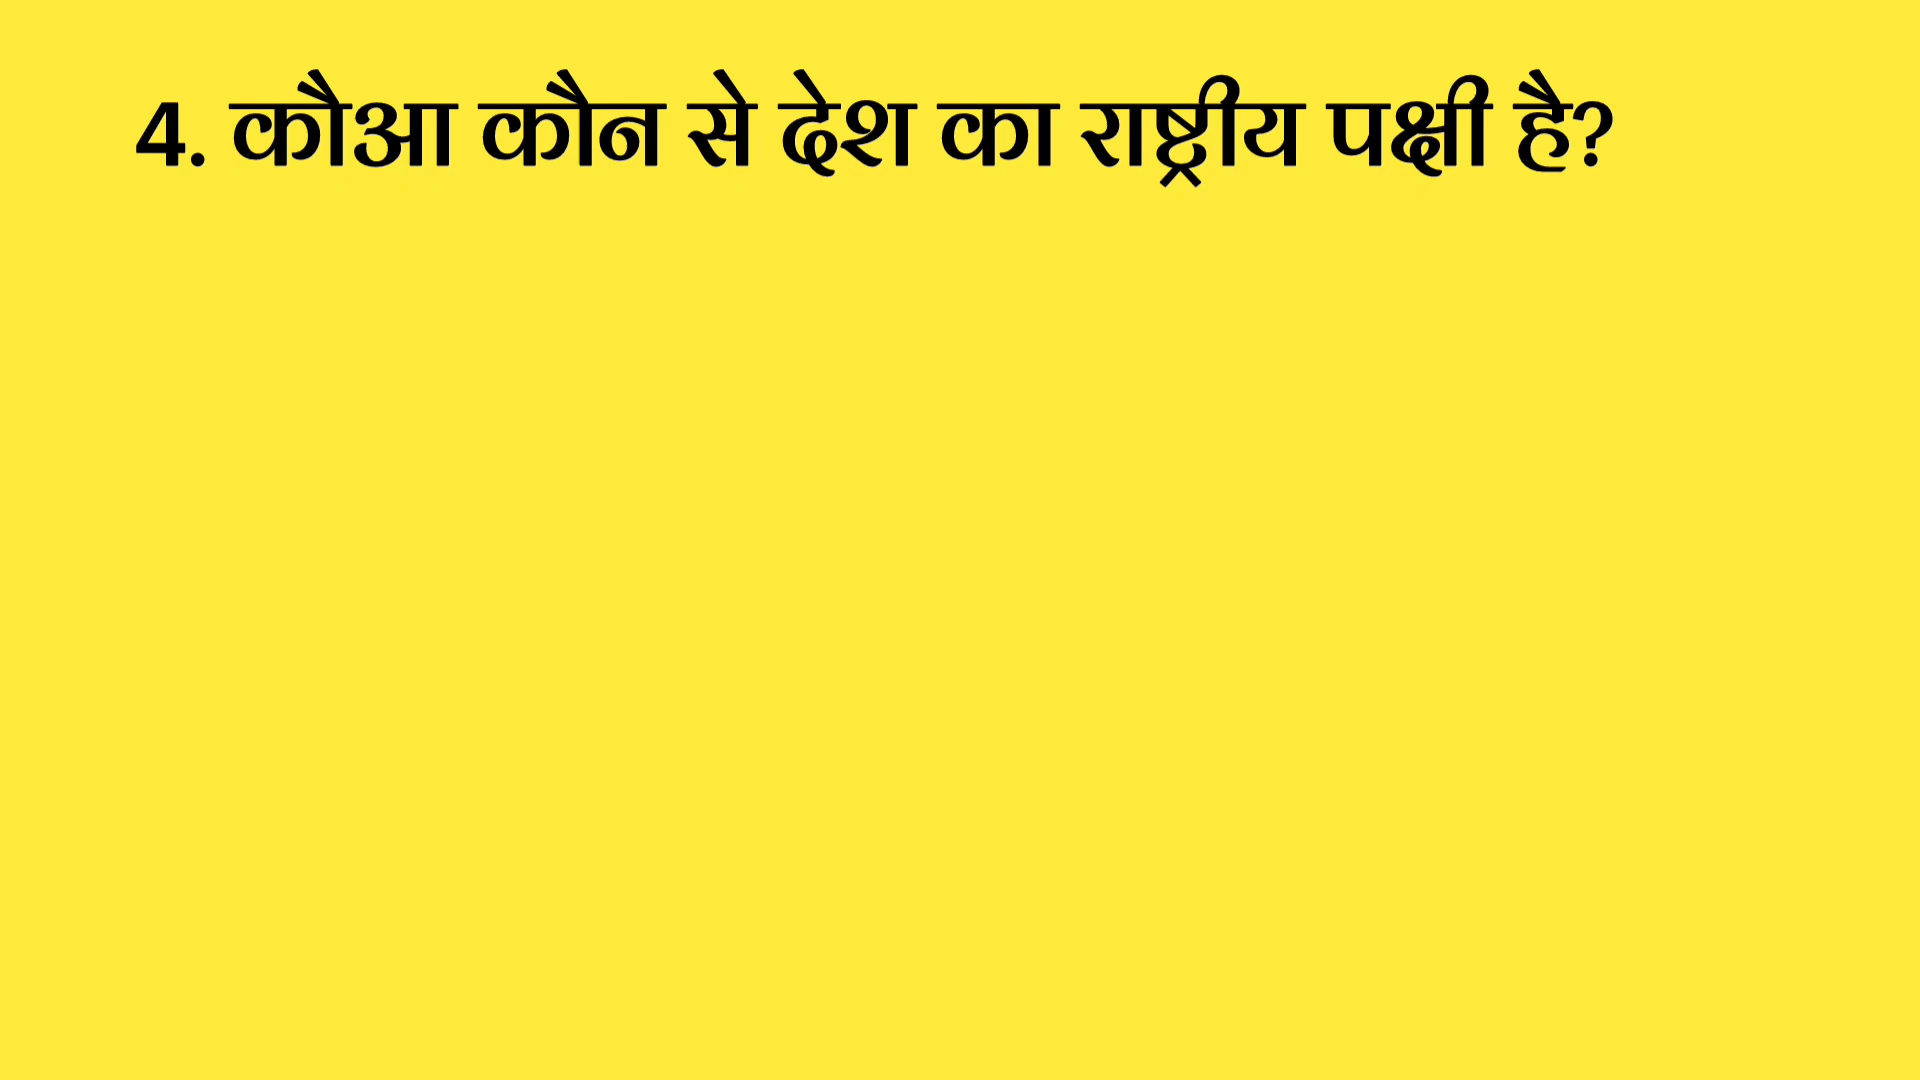 4. कौआ कौन से देश का राष्ट्रीय पक्षी है?